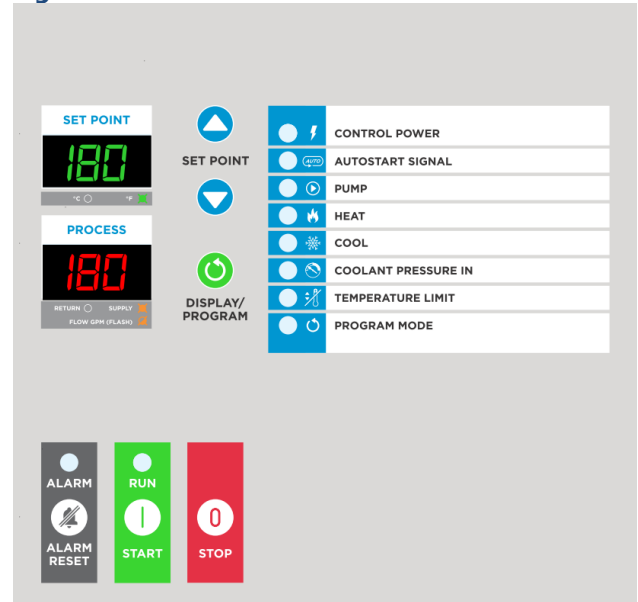 SET POINT
180
°C °F
PROCESS
180
RETURN SUPPLY
FLOW GPM (FLASH)
SET POINT
DISPLAY/
PROGRAM
CONTROL POWER
AUTO
AUTOSTART SIGNAL
PUMP
HEAT
COOL
COOLANT PRESSURE IN
TEMPERATURE LIMIT
PROGRAM MODE
ALARM
ALARM
RESET
RUN
START
0
STOP